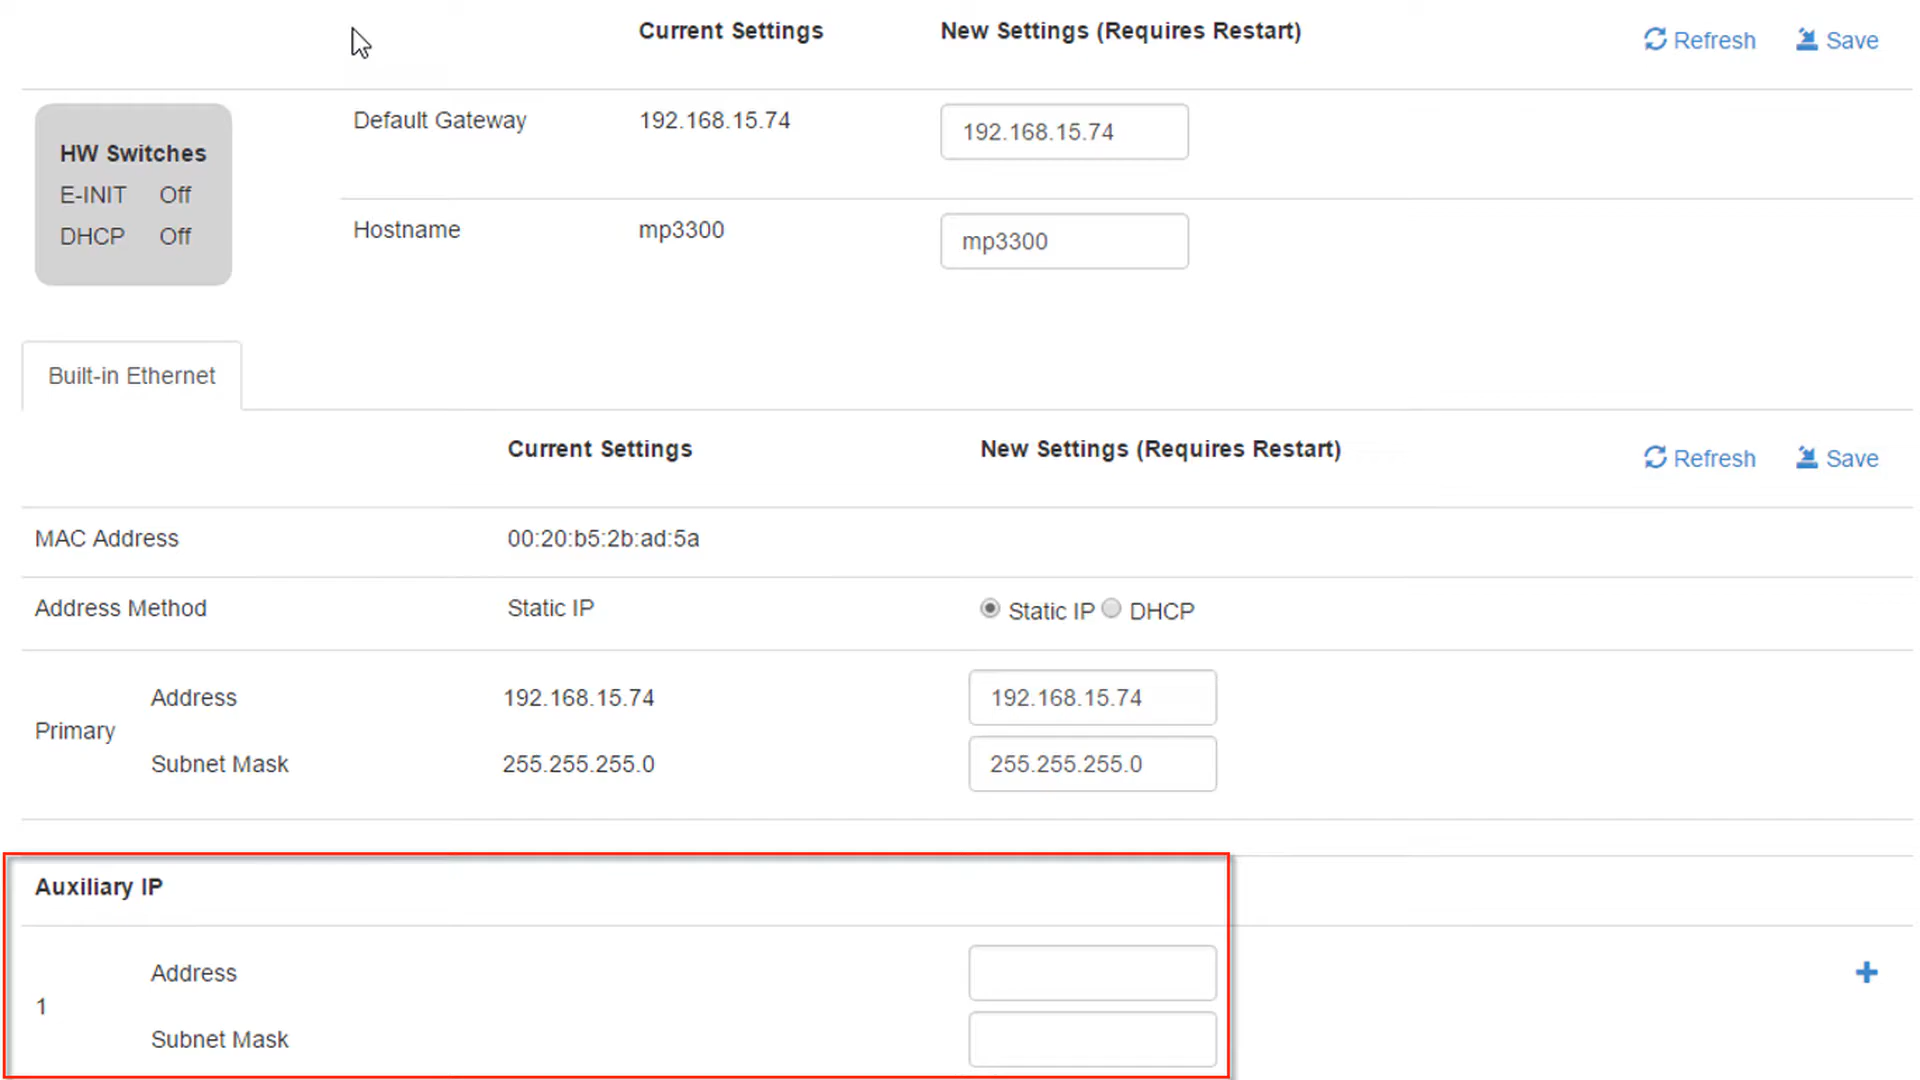 Current Settings New Settings (Requires Restart) Refresh Save
HW Switches
E-INIT Off
DHCP Off
Default Gateway 192.168.15.74 192.168.15.74
Hostname mp3300 mp3300
Built-in Ethernet
Current Settings New Settings (Requires Restart) Refresh Save
MAC Address 00:20:b5:2b:ad:5a
Address Method Static IP Static IP DHCP
Primary
Address 192.168.15.74 192.168.15.74
Subnet Mask 255.255.255.0 255.255.255.0
Auxiliary IP
1
Address
Subnet Mask